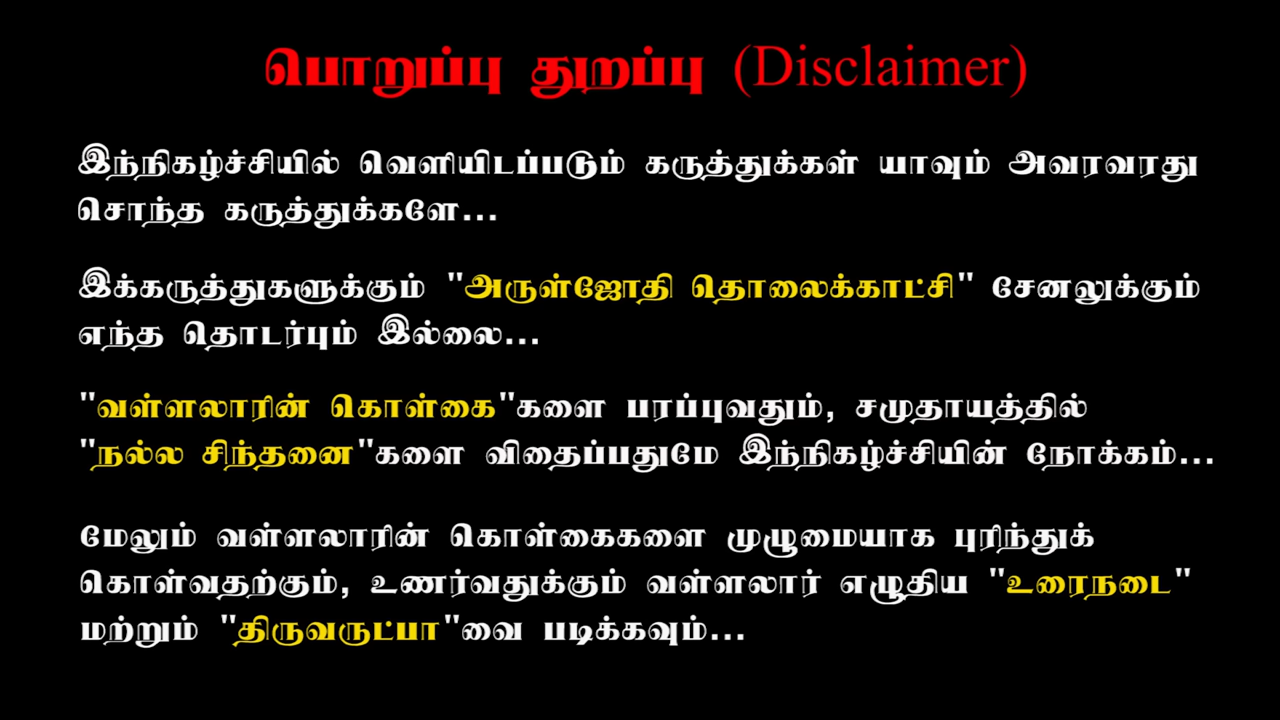 பொறுப்பு துறப்பு (Disclaimer)
இந்நிகழ்ச்சியில் வெளியிடப்படும் கருத்துக்கள் யாவும் அவரவரது
சொந்த கருத்துக்களே...
இக்கருத்துகளுக்கும் "அருள்ஜோதி தொலைக்காட்சி" சேனலுக்கும்
எந்த தொடர்பும் இல்லை...
"வள்ளலாரின் கொள்கை"களை பரப்புவதும், சமுதாயத்தில்
"நல்ல சிந்தனை"களை விதைப்பதுமே இந்நிகழ்ச்சியின் நோக்கம்...
மேலும் வள்ளலாரின் கொள்கைகளை முழுமையாக புரிந்துக்
கொள்வதற்கும், உணர்வதுக்கும் வள்ளலார் எழுதிய "உரைநடை"
மற்றும் "திருவருட்பா"வை படிக்கவும்...